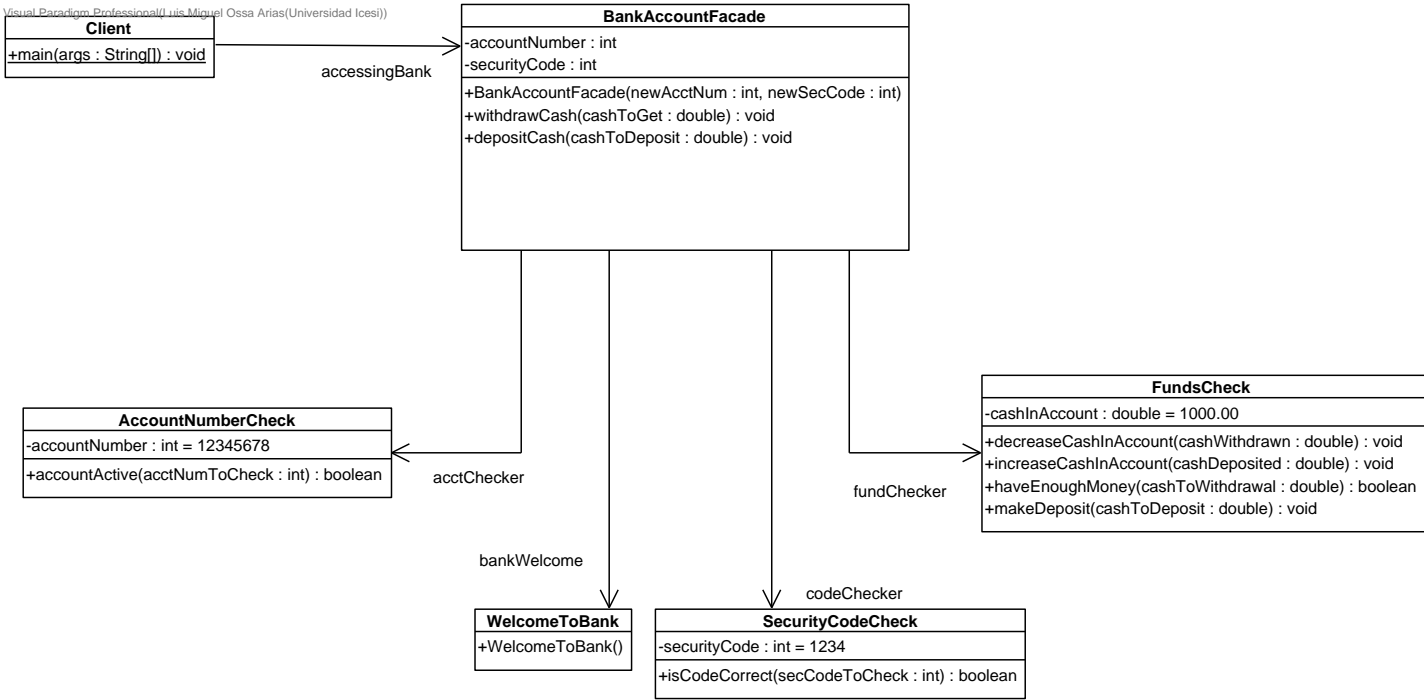 Visual Paradigm Professional(Luis Miguel Ossa Arias(Universidad Icesi))
Client
+main(args : String[]) : void
accessingBank
BankAccountFacade
-accountNumber : int
-securityCode : int
+BankAccountFacade(newAcctNum : int, newSecCode : int)
+withdrawCash(cashToGet : double) : void
+depositCash(cashToDeposit : double) : void
AccountNumberCheck
-accountNumber : int = 12345678
+accountActive(acctNumToCheck : int) : boolean
acctChecker
FundsCheck
-cashInAccount : double = 1000.00
+decreaseCashInAccount(cashWithdrawn : double) : void
+increaseCashInAccount(cashDeposited : double) : void
+haveEnoughMoney(cashToWithdrawal : double) : boolean
+makeDeposit(cashToDeposit : double) : void
fundChecker
bankWelcome
WelcomeToBank
+WelcomeToBank()
codeChecker
SecurityCodeCheck
-securityCode : int = 1234
+isCodeCorrect(secCodeToCheck : int) : boolean